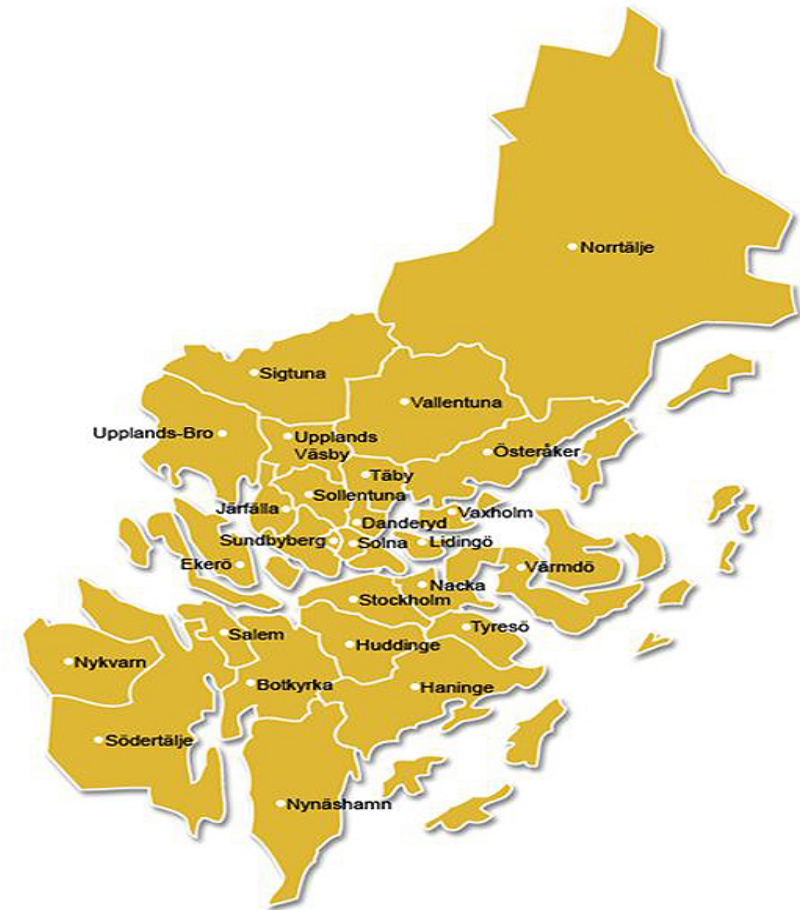 Norrtälje
Sigtuna
Vallentuna
Upplands-Bro
Upplands
Väsby
Österåker
Täby
Sollentuna
Järfälla
Vaxholm
Danderyd
Sundbyberg
Solna
Lidingö
Ekerö
Värmdö
Nacka
Stockholm
Tyresö
Salem
Huddinge
Nykvarn
Botkyrka
Haninge
Södertälje
Nynäshamn